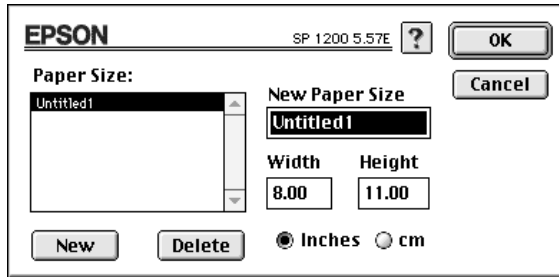 EPSON SP 1200 5.57E ? OK
Paper Size:
Untitled1
New Paper Size
Untitled1
Cancel
Width Height
8.00 11.00
New Delete Inches cm